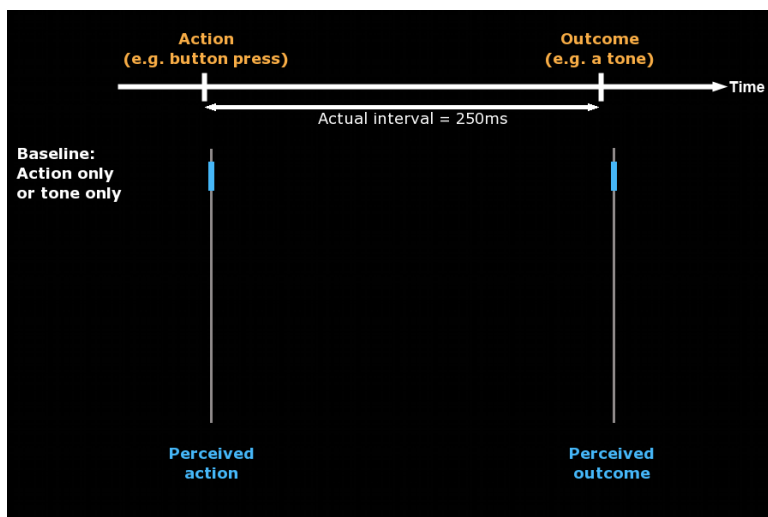 Action
(e.g. button press)
Outcome
(e.g. a tone)
Time
Actual interval = 250ms
Baseline:
Action only
or tone only
Perceived
action
Perceived
outcome